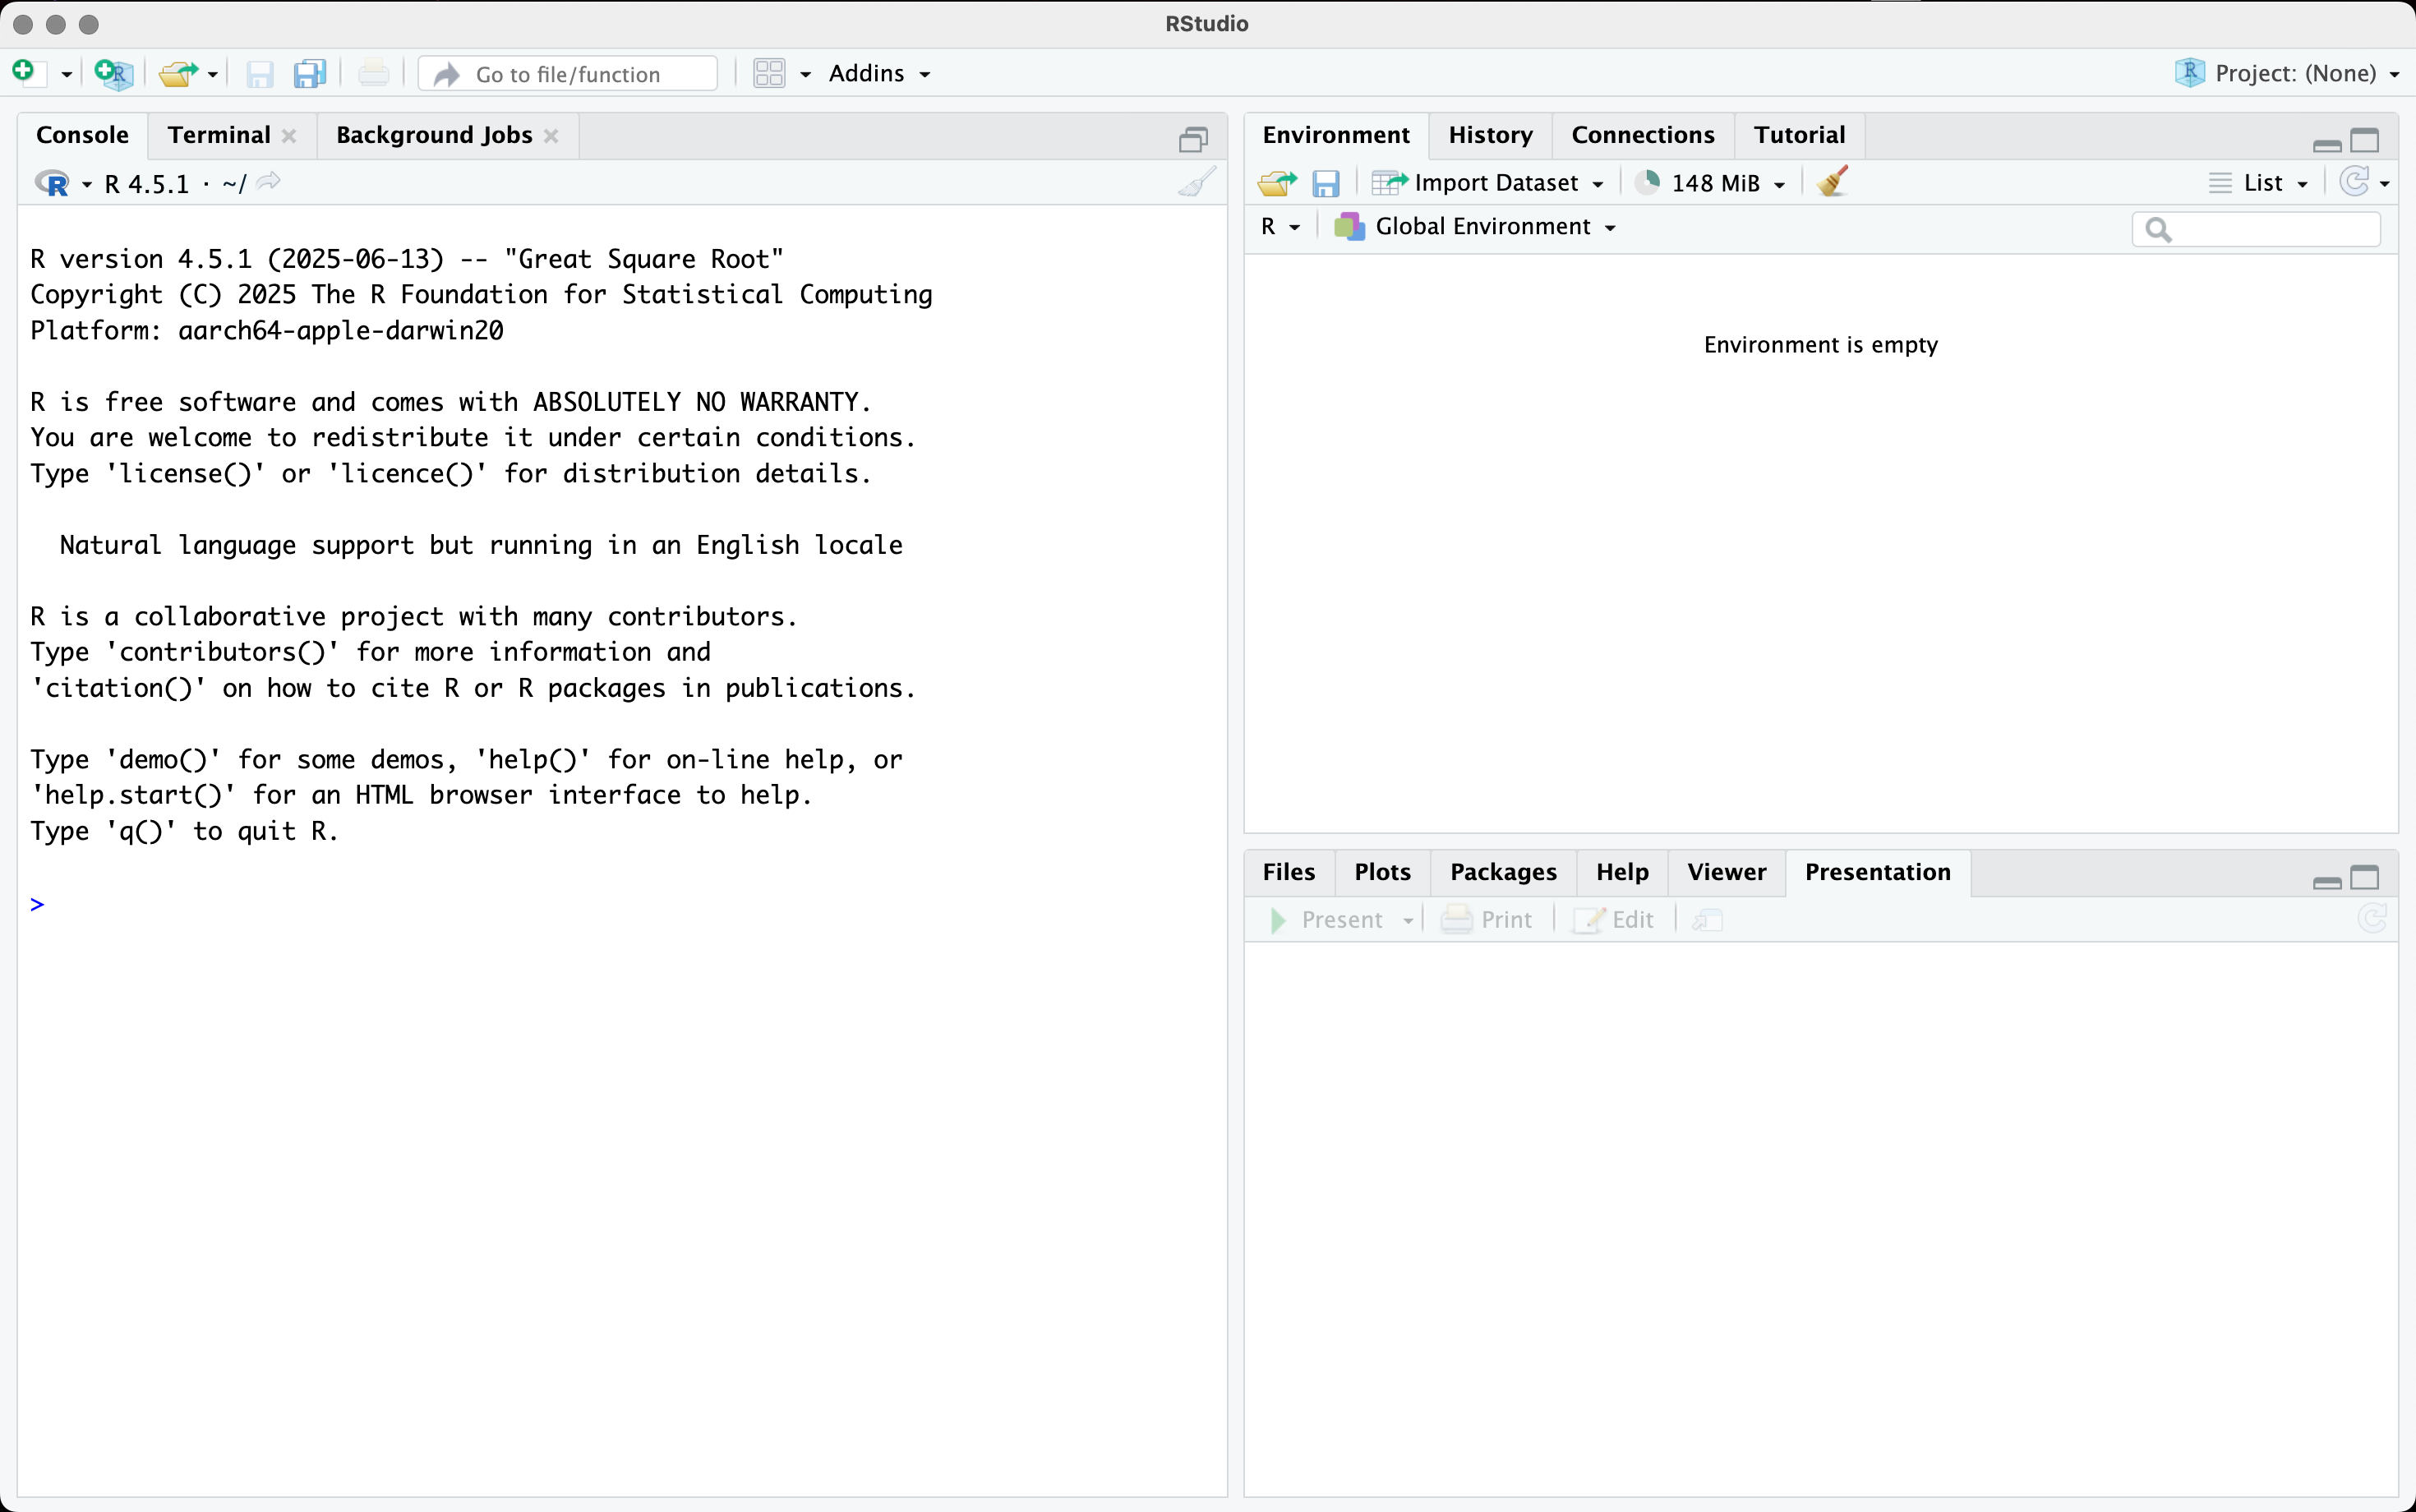 RStudio
Go to file/function
Addins
Project: (None)
Console
Terminal
Background Jobs
R 4.5.1 · ~/
R version 4.5.1 (2025-06-13) -- "Great Square Root"
Copyright (C) 2025 The R Foundation for Statistical Computing
Platform: aarch64-apple-darwin20
R is free software and comes with ABSOLUTELY NO WARRANTY.
You are welcome to redistribute it under certain conditions.
Type 'license()' or 'licence()' for distribution details.
Natural language support but running in an English locale
R is a collaborative project with many contributors.
Type 'contributors()' for more information and
'citation()' on how to cite R or R packages in publications.
Type 'demo()' for some demos, 'help()' for on-line help, or
'help.start()' for an HTML browser interface to help.
Type 'q()' to quit R.
>
Environment
History
Connections
Tutorial
Import Dataset
148 MiB
List
R
Global Environment
Environment is empty
Files
Plots
Packages
Help
Viewer
Presentation
Present
Print
Edit